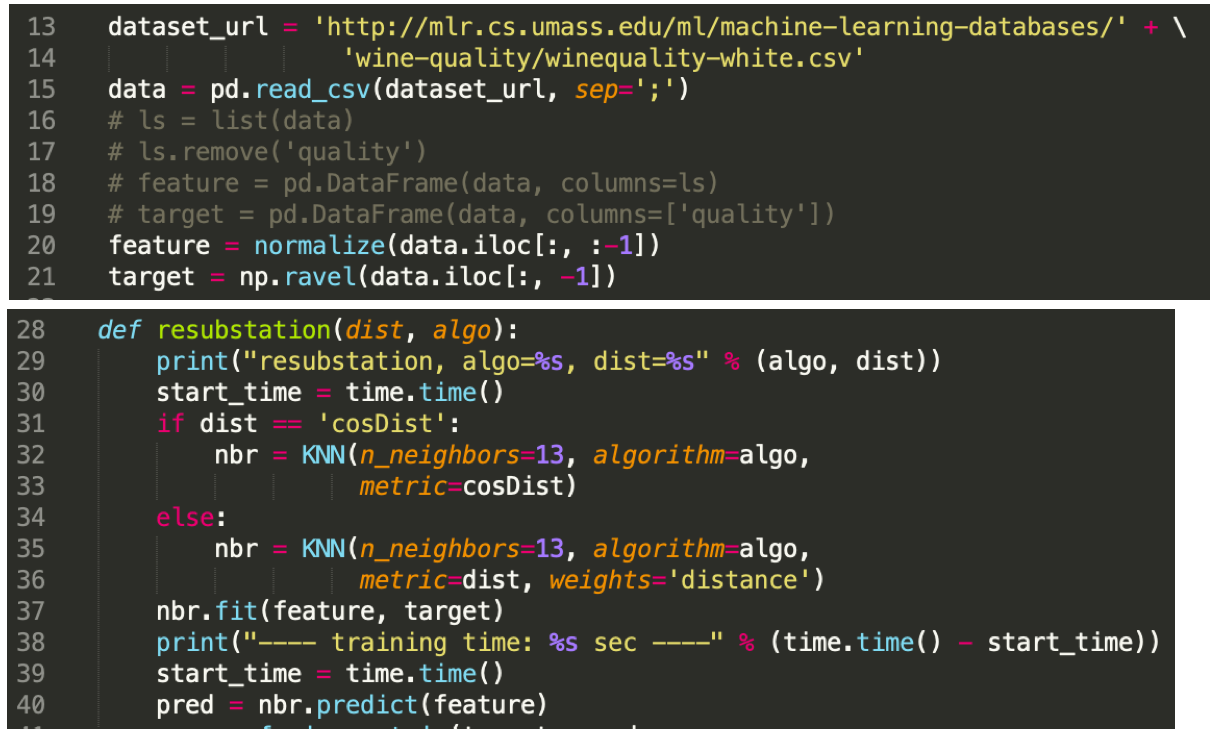 13 dataset_url = 'http://mlr.cs.umass.edu/ml/machine-learning-databases/' + \
14 'wine-quality/winequality-white.csv'
15 data = pd.read_csv(dataset_url, sep=';')
16 # ls = list(data)
17 # ls.remove('quality')
18 # feature = pd.DataFrame(data, columns=ls)
19 # target = pd.DataFrame(data, columns=['quality'])
20 feature = normalize(data.iloc[:, :-1])
21 target = np.ravel(data.iloc[:, -1])
28 def resubstation(dist, algo):
29 print("resubstation, algo=%s, dist=%s" % (algo, dist))
30 start_time = time.time()
31 if dist == 'cosDist':
32 nbr = KNN(n_neighbors=13, algorithm=algo,
33 metric=cosDist)
34 else:
35 nbr = KNN(n_neighbors=13, algorithm=algo,
36 metric=dist, weights='distance')
37 nbr.fit(feature, target)
38 print("---- training time: %s sec ----" % (time.time() - start_time))
39 start_time = time.time()
40 pred = nbr.predict(feature)